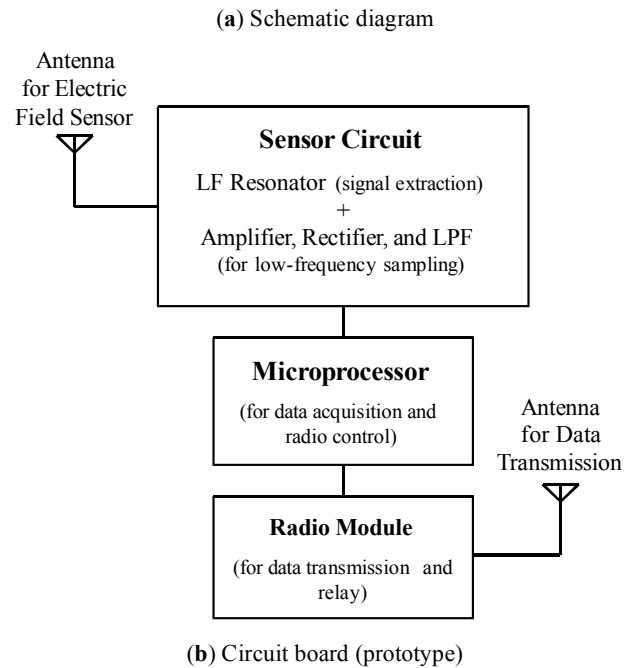 (a) Schematic diagram
Antenna
for Electric
Field Sensor
Sensor Circuit
LF Resonator (signal extraction)
+
Amplifier, Rectifier, and LPF
(for low-frequency sampling)
Microprocessor
(for data acquisition and
radio control)
Antenna
for Data
Transmission
Radio Module
(for data transmission and
relay)
(b) Circuit board (prototype)